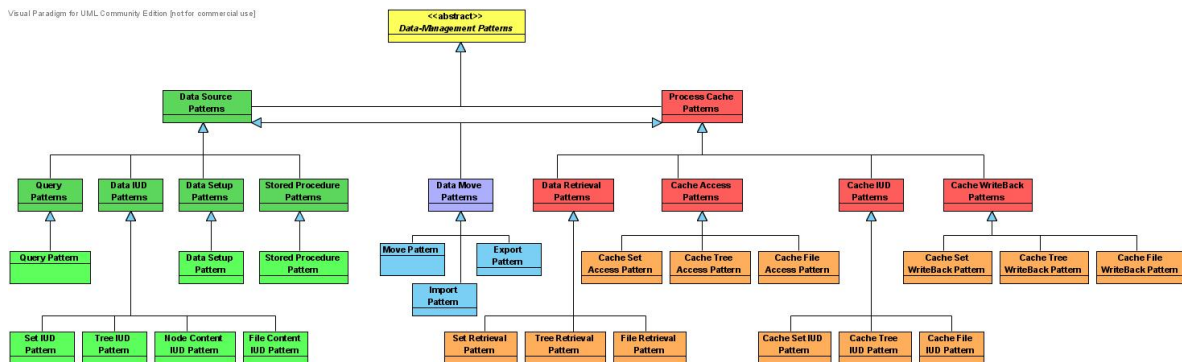 Visual Paradigm for UML Community Edition [not for commercial use]
<<abstract>>
Data-Management Patterns
Data Source
Patterns
Process Cache
Patterns
Query
Patterns
Data IUD
Patterns
Data Setup
Patterns
Stored Procedure
Patterns
Data Move
Patterns
Data Retrieval
Patterns
Cache Access
Patterns
Cache IUD
Patterns
Cache WriteBack
Patterns
Query Pattern
Data Setup
Pattern
Stored Procedure
Pattern
Move Pattern
Export
Pattern
Cache Set
Access Pattern
Cache Tree
Access Pattern
Cache File
Access Pattern
Cache Set
WriteBack Pattern
Cache Tree
WriteBack Pattern
Cache File
WriteBack Pattern
Import
Pattern
Set IUD
Pattern
Tree IUD
Pattern
Node Content
IUD Pattern
File Content
IUD Pattern
Set Retrieval
Pattern
Tree Retrieval
Pattern
File Retrieval
Pattern
Cache Set IUD
Pattern
Cache Tree
IUD Pattern
Cache File
IUD Pattern